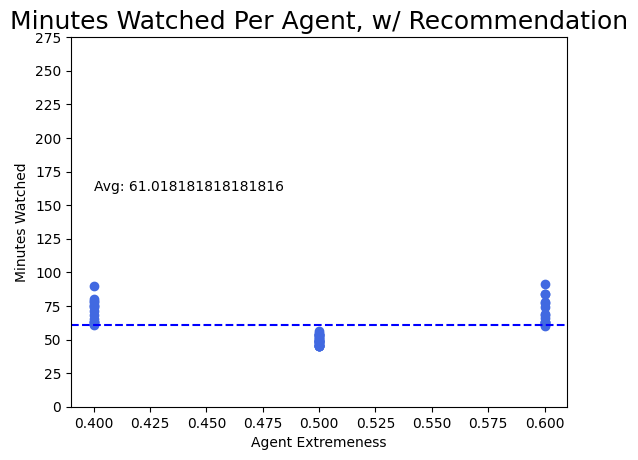 Minutes Watched Per Agent, w/ Recommendation
275
250
225
200
175
150
125
100
75
50
25
0
Minutes Watched
Avg: 61.018181818181816
0.400 0.425 0.450 0.475 0.500 0.525 0.550 0.575 0.600
Agent Extremeness